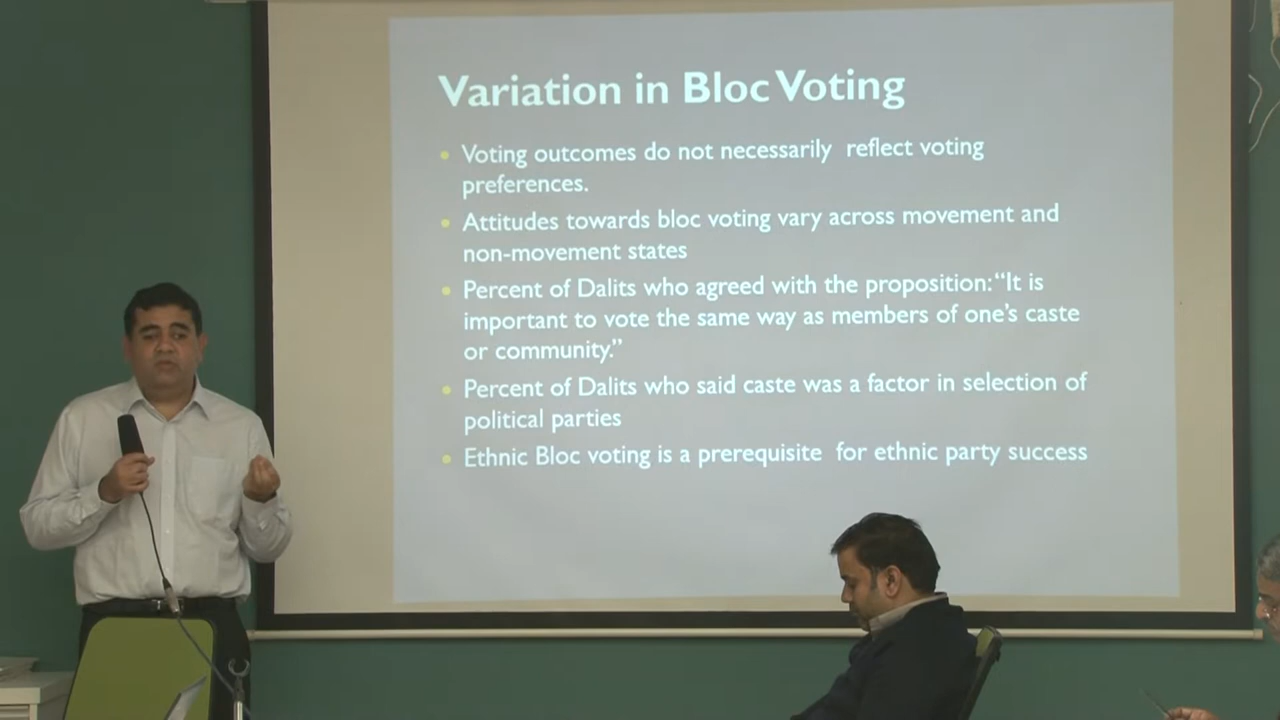 Variation in Bloc Voting
• Voting outcomes do not necessarily reflect voting
preferences.
• Attitudes towards bloc voting vary across movement and
non-movement states
• Percent of Dalits who agreed with the proposition:“It is
important to vote the same way as members of one’s caste
or community.”
• Percent of Dalits who said caste was a factor in selection of
political parties
• Ethnic Bloc voting is a prerequisite for ethnic party success